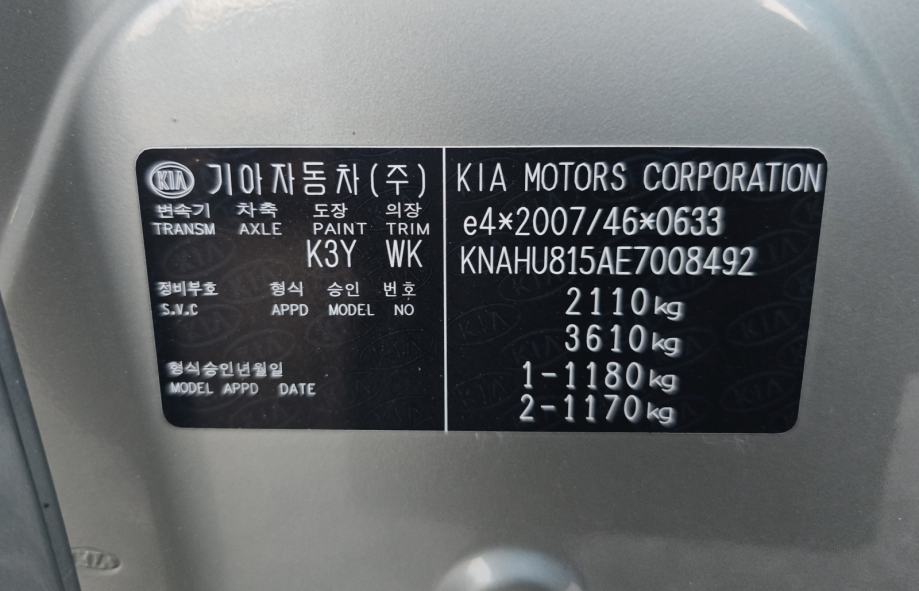 KIA 기아자동차(주)
변속기 차축 도장 의장
TRANSM AXLE PAINT TRIM
K3Y WK
정비부호 형식 승인 번호
S.V.C APPD MODEL NO
형식승인년월일
MODEL APPD DATE
KIA MOTORS CORPORATION
e4*2007/46*0633
KNAHU815AE7008492
2110kg
3610kg
1-1180kg
2-1170kg